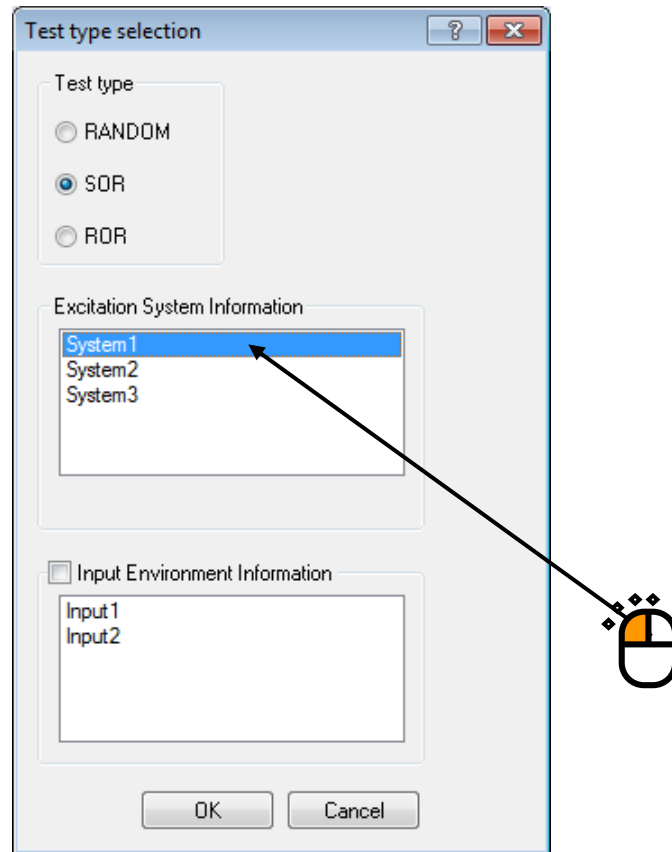 Test type selection
?
Test type
RANDOM
SOR
ROR
Excitation System Information
System1
System2
System3
Input Environment Information
Input1
Input2
OK
Cancel